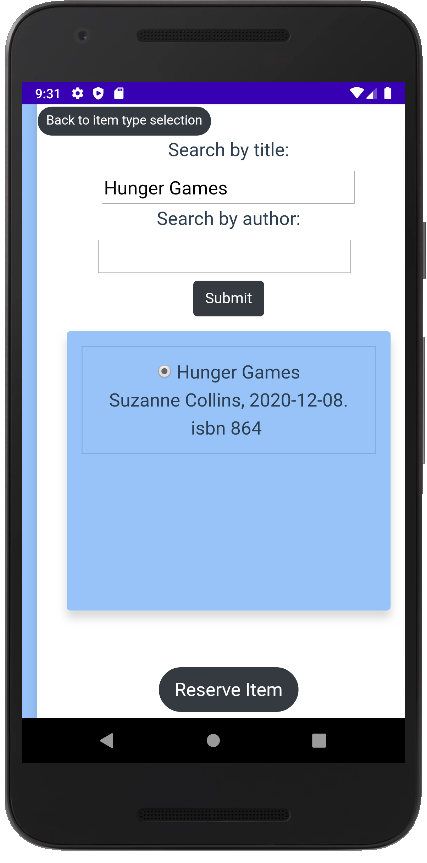 9:31
Back to item type selection
Search by title:
Hunger Games
Search by author:
Submit
Hunger Games
Suzanne Collins, 2020-12-08.
isbn 864
Reserve Item